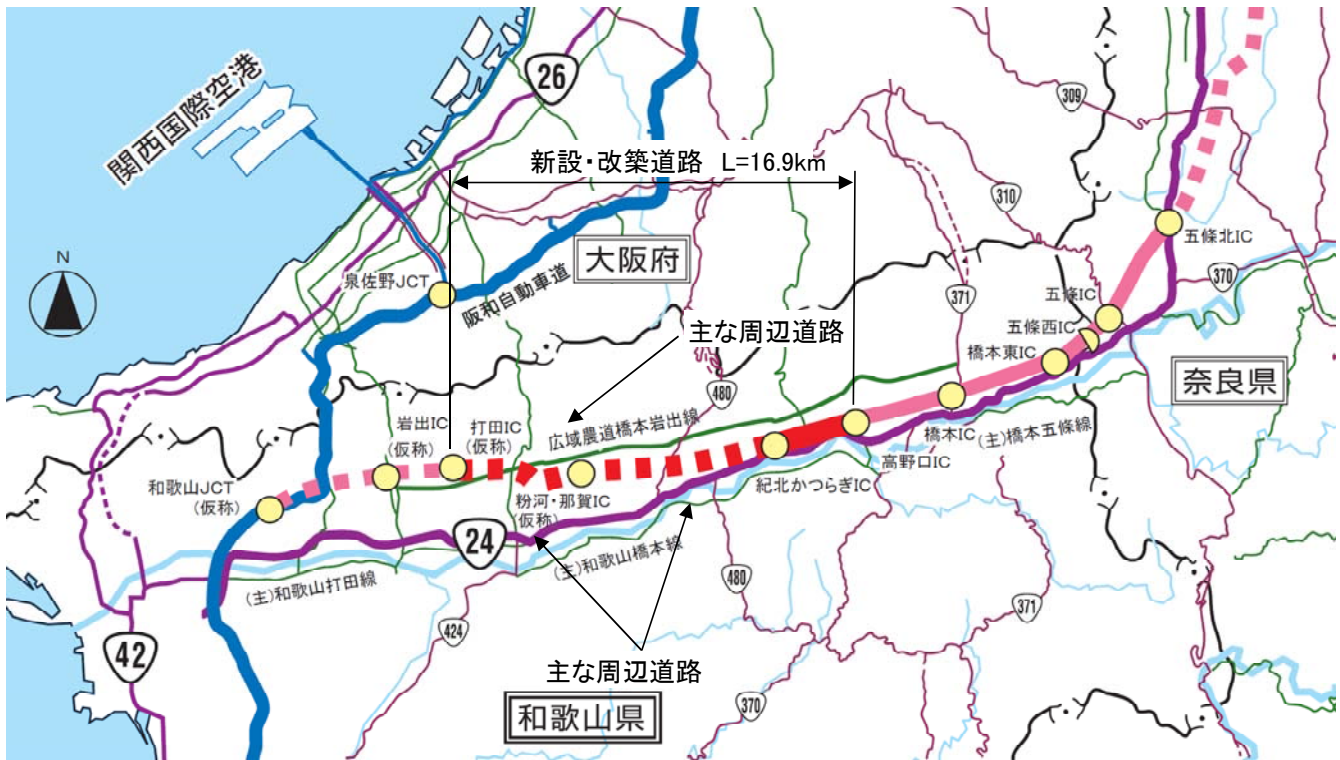 26
関西国際空港
309
新設・改築道路 L=16.9km
310
大阪府
五條北IC
N
泉佐野JCT
阪和自動車道
370
371
五條IC
五條西IC
主な周辺道路
橋本東IC
480
奈良県
岩出IC
(仮称)
打田IC
(仮称)
広域農道橋本岩出線
橋本IC
(主)橋本五條線
高野口IC
和歌山JCT
(仮称)
紀北かつらぎIC
粉河・那賀IC
(仮称)
24
(主)和歌山橋本線
(主)和歌山打田線
480
371
424
42
主な周辺道路
370
和歌山県